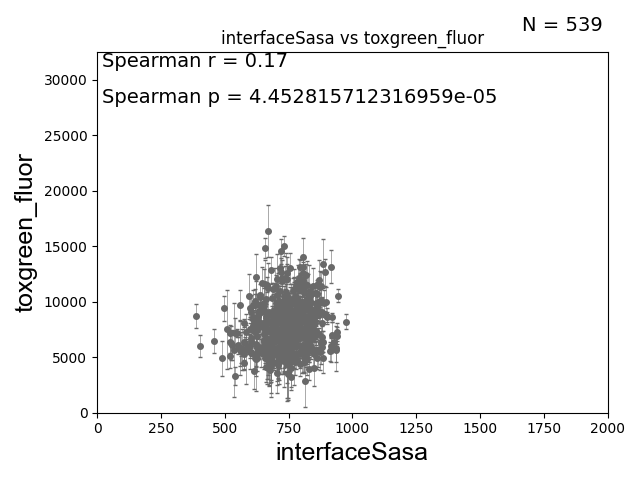 N = 539
interfaceSasa vs toxgreen_fluor
Spearman r = 0.17
Spearman p = 4.452815712316959e-05
toxgreen_fluor
30000
25000
20000
15000
10000
5000
0
0 250 500 750 1000 1250 1500 1750 2000
interfaceSasa